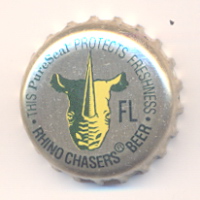 • THIS PureSeal PROTECTS FRESHNESS •
FL
RHINO CHASERS® BEER